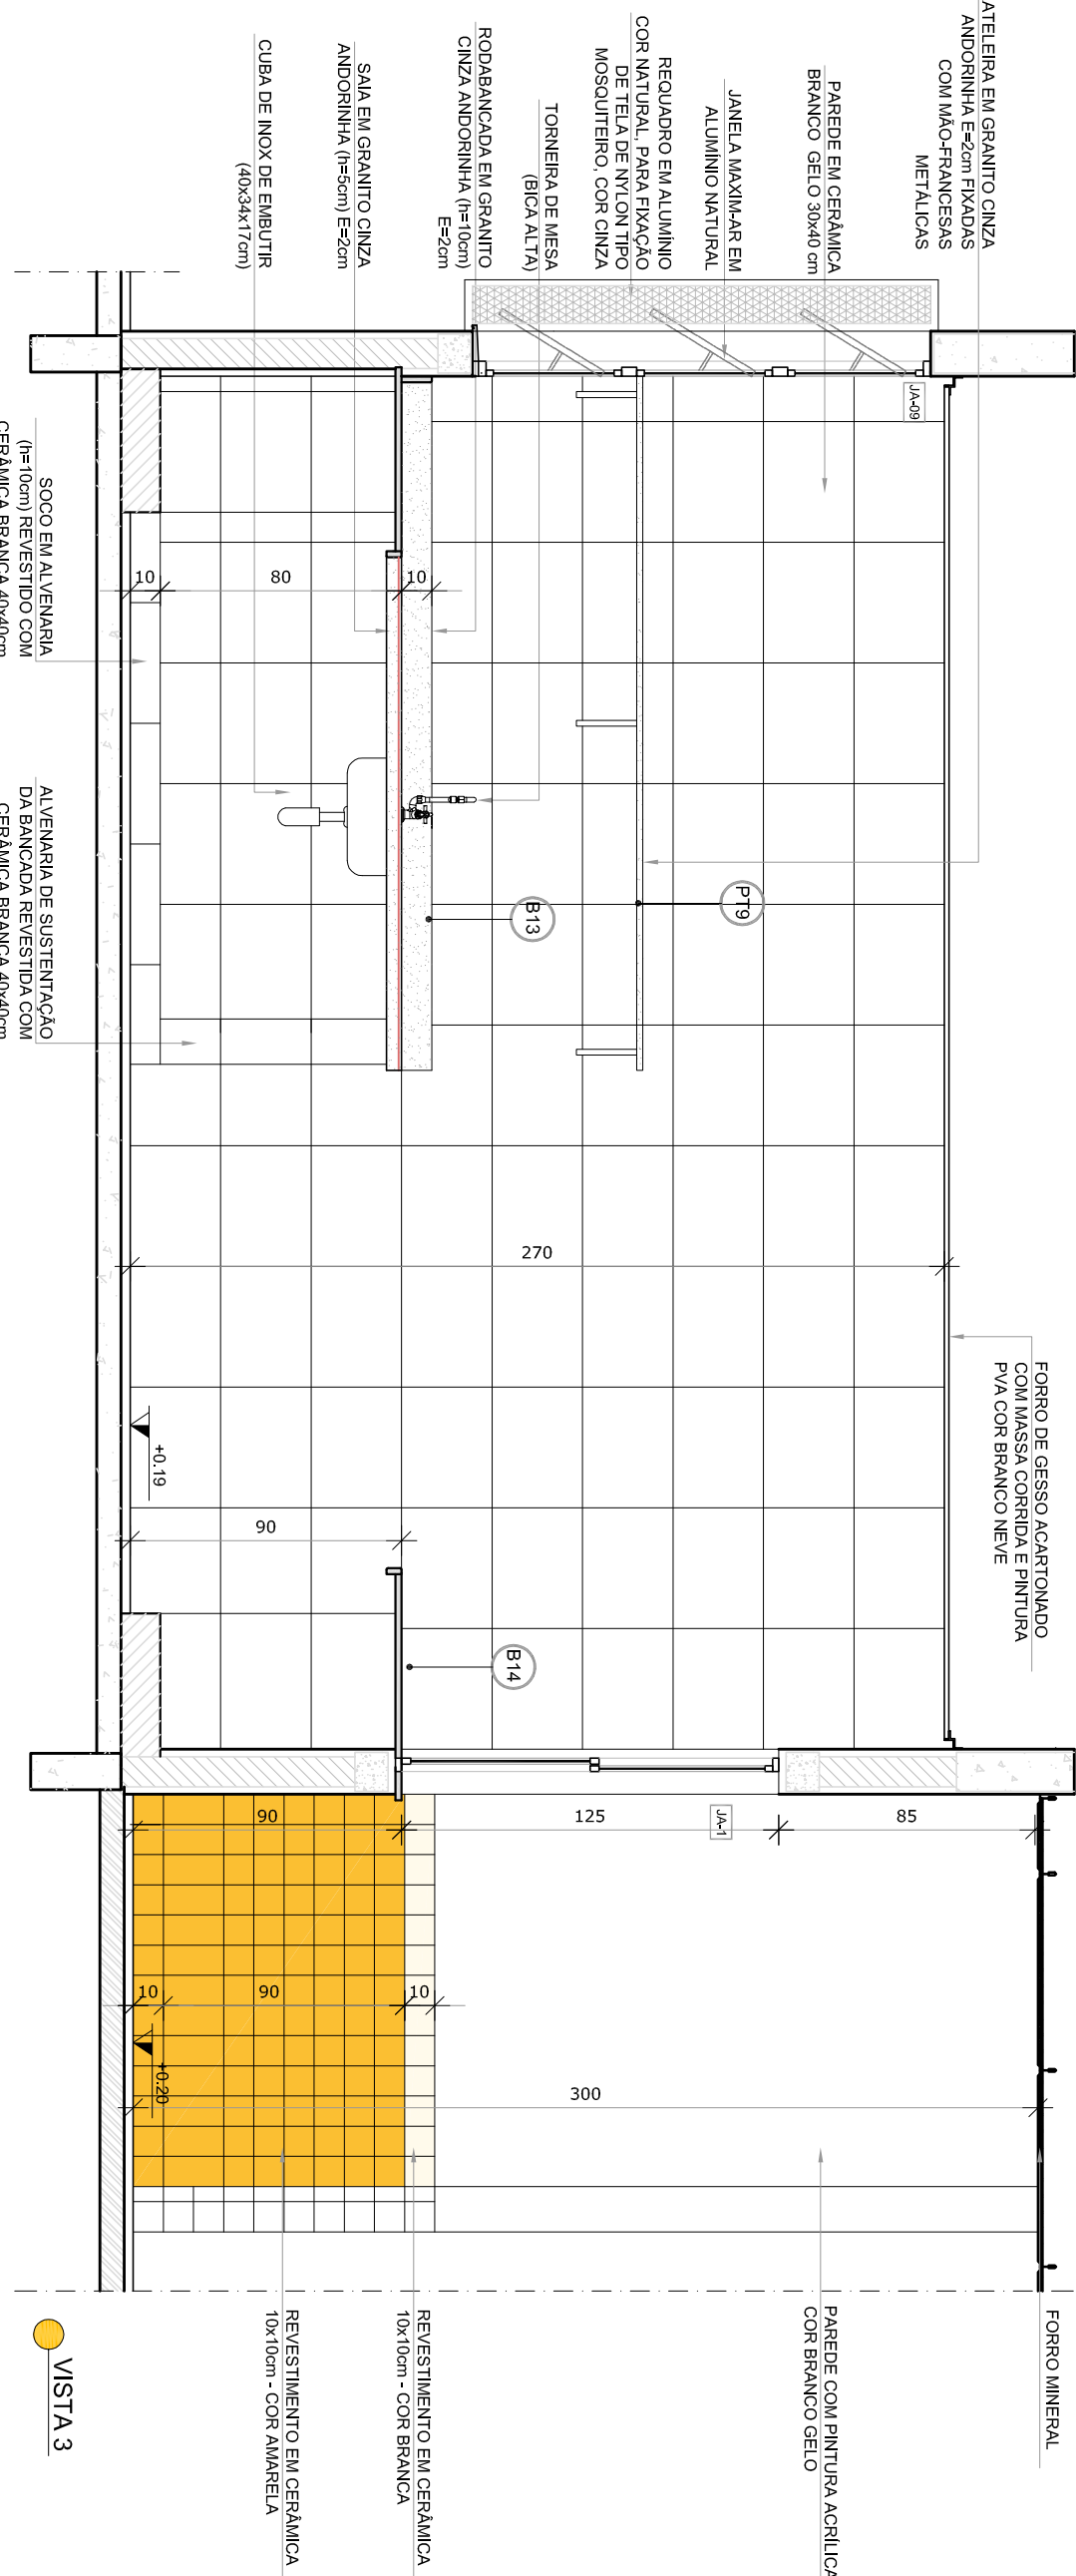 ATELEIRA EM GRANITO CINZA
ANDORINHA E=2cm FIXADAS
COM MÃO-FRANCESAS
METÁLICAS
PAREDE EM CERÂMICA
BRANCO GELO 30x40 cm
JANELA MAXIM-AR EM
ALUMÍNIO NATURAL
REQUADRO EM ALUMÍNIO
COR NATURAL, PARA FIXAÇÃO
DE TELA DE NYLON TIPO
MOSQUITEIRO, COR CINZA
TORNEIRA DE MESA
(BICA ALTA)
RODABANCADA EM GRANITO
CINZA ANDORINHA (h=10cm)
E=2cm
SAIA EM GRANITO CINZA
ANDORINHA (h=5cm) E=2cm
CUBA DE INOX DE EMBUTIR
(40x34x17cm)
JA-09
SOCO EM ALVENARIA
(h=10cm) REVESTIDO COM
CERÂMICA BRANCA 40x40cm
10
80
10
ALVENARIA DE SUSTENTAÇÃO
DA BANCADA REVESTIDA COM
CERÂMICA BRANCA 40x40cm
PT9
B13
270
FORRO DE GESSO ACARTONADO
COM MASSA CORRIDA E PINTURA
PVA COR BRANCO NEVE
+0.19
90
B14
90
125
JA-1
85
10
90
10
+0.20
300
FORRO MINERAL
PAREDE COM PINTURA ACRÍLICA
COR BRANCO GELO
REVESTIMENTO EM CERÂMICA
10x10cm - COR BRANCA
REVESTIMENTO EM CERÂMICA
10x10cm - COR AMARELA
VISTA 3